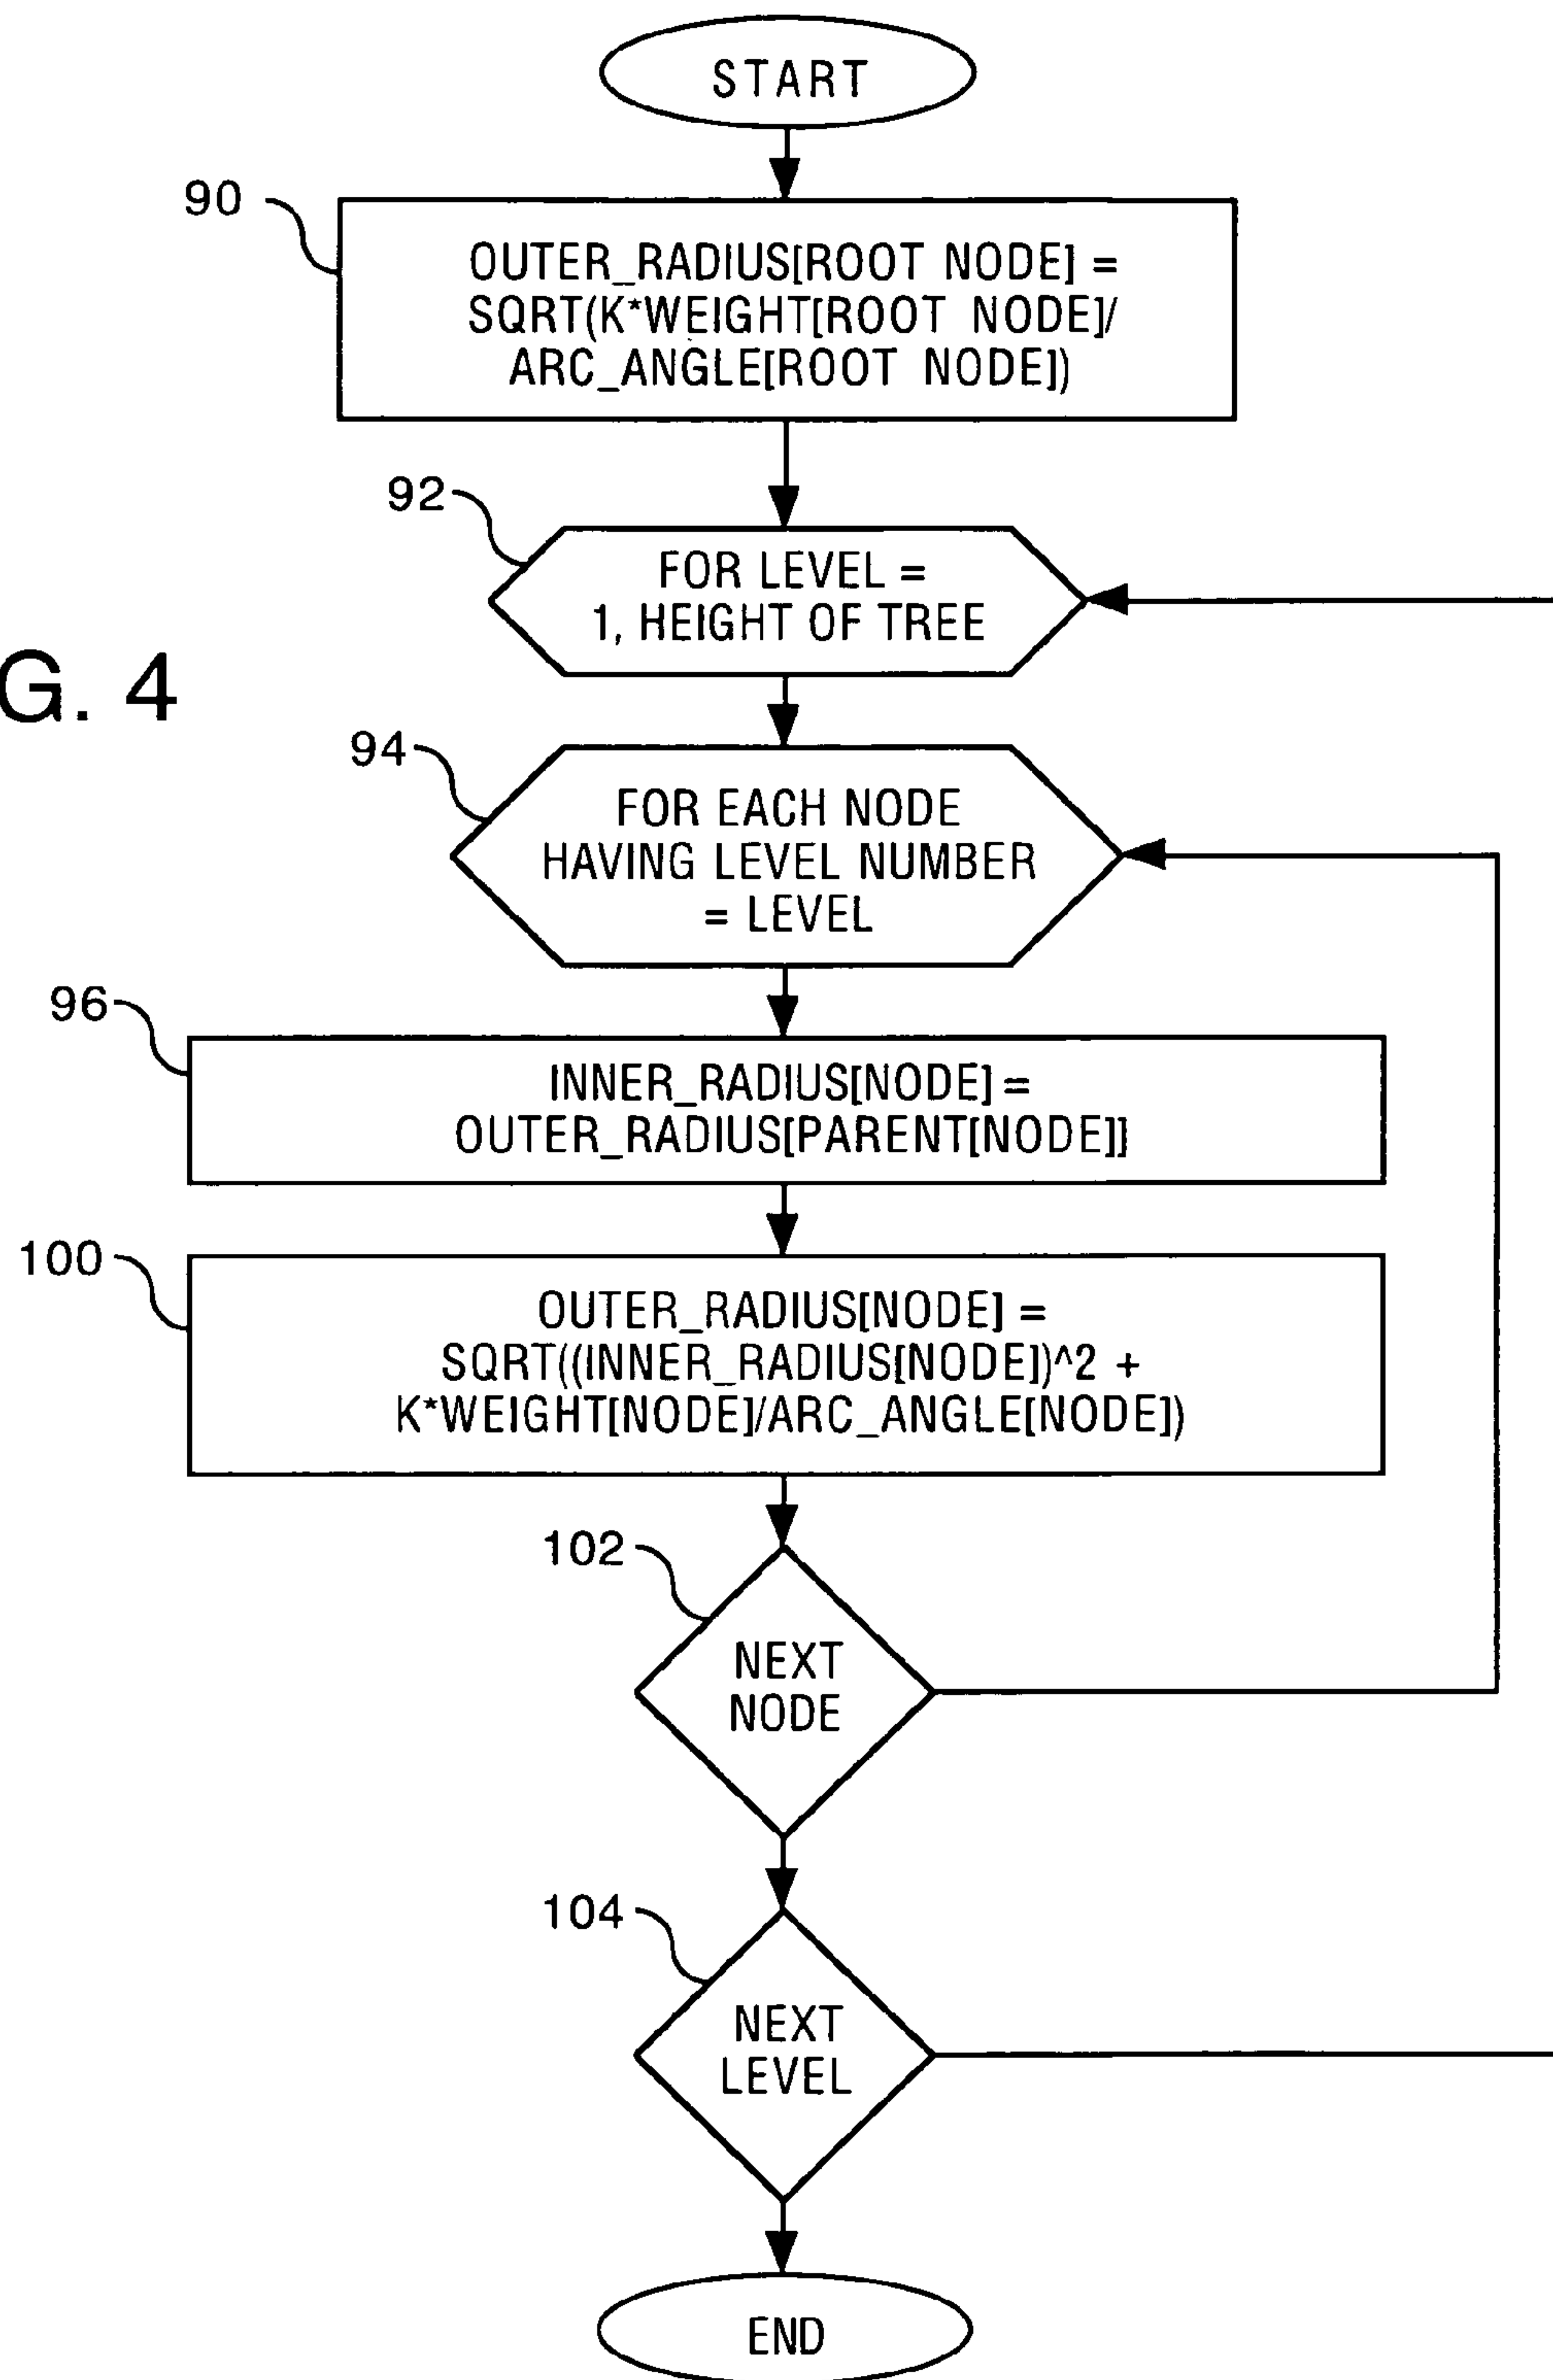 START
90
OUTER_RADIUS[ROOT NODE] =
SQRT(K*WEIGHT[ROOT NODE]/
ARC_ANGLE[ROOT NODE])
92
FOR LEVEL =
1, HEIGHT OF TREE
G. 4
94
FOR EACH NODE
HAVING LEVEL NUMBER
= LEVEL
96
INNER_RADIUS[NODE] =
OUTER_RADIUS[PARENT[NODE]]
100
OUTER_RADIUS[NODE] =
SQRT((INNER_RADIUS[NODE])^2 +
K*WEIGHT[NODE]/ARC_ANGLE[NODE])
102
NEXT
NODE
104
NEXT
LEVEL
END